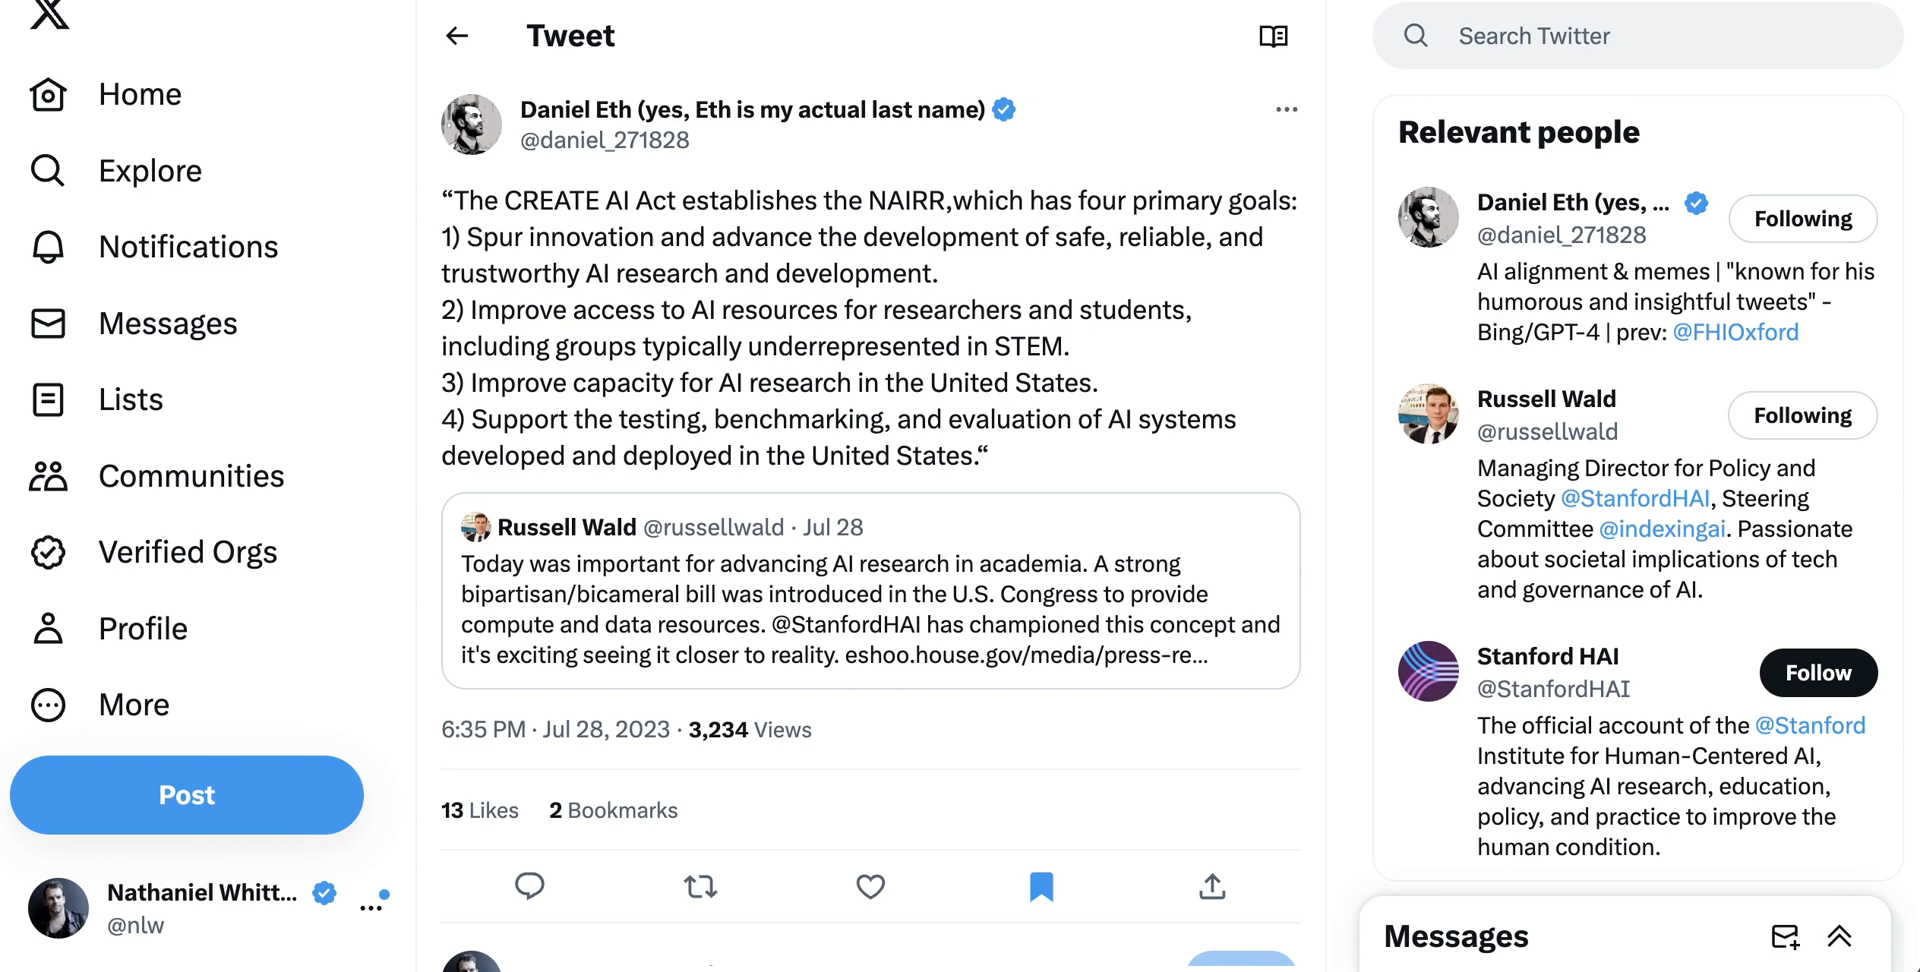 Home
Explore
Notifications
Messages
Lists
Communities
Verified Orgs
Profile
More
Post
Nathaniel Whitt...
@nlw
Tweet
Daniel Eth (yes, Eth is my actual last name)
@daniel_271828
“The CREATE AI Act establishes the NAIRR,which has four primary goals:
1) Spur innovation and advance the development of safe, reliable, and
trustworthy AI research and development.
2) Improve access to AI resources for researchers and students,
including groups typically underrepresented in STEM.
3) Improve capacity for AI research in the United States.
4) Support the testing, benchmarking, and evaluation of AI systems
developed and deployed in the United States.“
Russell Wald @russellwald · Jul 28
Today was important for advancing AI research in academia. A strong
bipartisan/bicameral bill was introduced in the U.S. Congress to provide
compute and data resources. @StanfordHAI has championed this concept and
it's exciting seeing it closer to reality. eshoo.house.gov/media/press-re...
6:35 PM · Jul 28, 2023 · 3,234 Views
13 Likes 2 Bookmarks
Search Twitter
Relevant people
Daniel Eth (yes, ...
@daniel_271828
Following
AI alignment & memes | "known for his
humorous and insightful tweets" -
Bing/GPT-4 | prev: @FHIOxford
Russell Wald
@russellwald
Following
Managing Director for Policy and
Society @StanfordHAI, Steering
Committee @indexingai. Passionate
about societal implications of tech
and governance of AI.
Stanford HAI
@StanfordHAI
Follow
The official account of the @Stanford
Institute for Human-Centered AI,
advancing AI research, education,
policy, and practice to improve the
human condition.
Messages